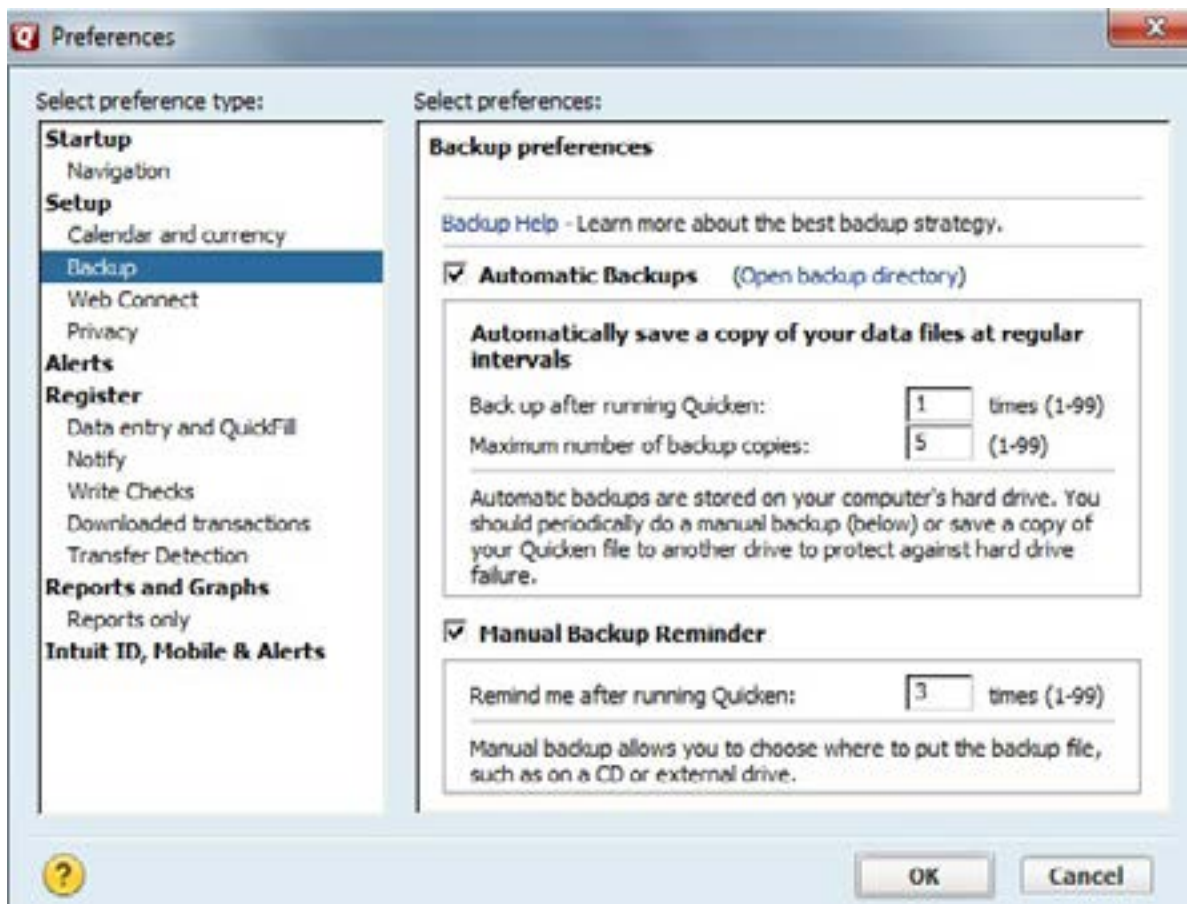 Preferences
Select preference type:
Startup
Navigation
Setup
Calendar and currency
Backup
Web Connect
Privacy
Alerts
Register
Data entry and QuickFill
Notify
Write Checks
Downloaded transactions
Transfer Detection
Reports and Graphs
Reports only
Intuit ID, Mobile & Alerts
Select preferences:
Backup preferences
Backup Help - Learn more about the best backup strategy.
Automatic Backups (Open backup directory)
Automatically save a copy of your data files at regular
intervals
Back up after running Quicken: 1 times (1-99)
Maximum number of backup copies: 5 (1-99)
Automatic backups are stored on your computer's hard drive. You
should periodically do a manual backup (below) or save a copy of
your Quicken file to another drive to protect against hard drive
failure.
Manual Backup Reminder
Remind me after running Quicken: 3 times (1-99)
Manual backup allows you to choose where to put the backup file,
such as on a CD or external drive.
?
OK Cancel